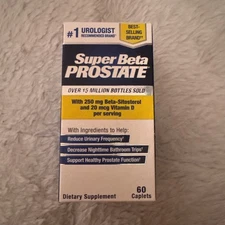 #1 UROLOGIST
RECOMMENDED BRAND*
BEST-
SELLING
BRAND*
Super Beta
PROSTATE
OVER 15 MILLION BOTTLES SOLD
With 250 mg Beta-Sitosterol
and 20 mcg Vitamin D
per serving
With Ingredients to Help:
Reduce Urinary Frequency†
Decrease Nighttime Bathroom Trips†
Support Healthy Prostate Function†
Dietary Supplement
60
Caplets